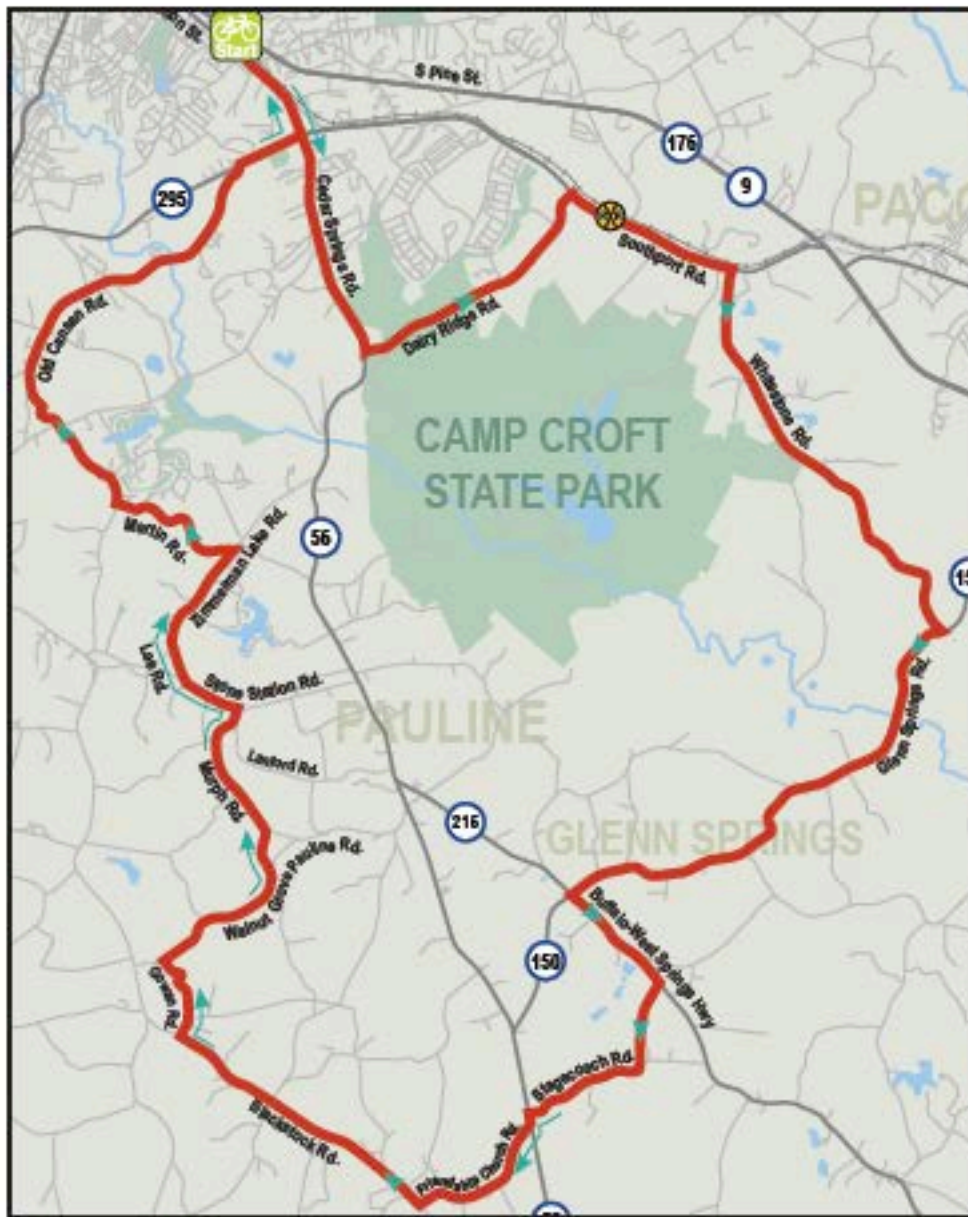 Start
S Pine St.
176
9
295
Cedar Springs Rd.
Southport Rd.
Dairy Ridge Rd.
Old Canaan Rd.
Whitestone Rd.
CAMP CROFT
STATE PARK
Martin Rd.
Zimmerman Lake Rd.
56
Lee Rd.
Station Rd.
PAULINE
Glenn Springs Rd.
Lanford Rd.
Murph Rd.
216
GLENN SPRINGS
Walnut Grove Pauline Rd.
Buffalo-West Springs Hwy
150
Gowan Rd.
Stagecoach Rd.
Blackstock Rd.
Church Rd.